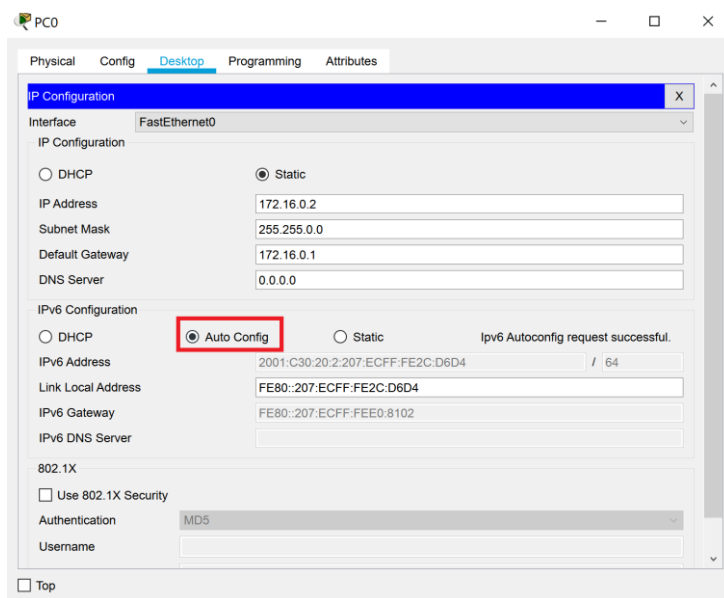 PC0
Physical Config Desktop Programming Attributes
IP Configuration X
Interface FastEthernet0
IP Configuration
DHCP Static
IP Address 172.16.0.2
Subnet Mask 255.255.0.0
Default Gateway 172.16.0.1
DNS Server 0.0.0.0
IPv6 Configuration
DHCP Auto Config Static Ipv6 Autoconfig request successful.
IPv6 Address 2001:C30:20:2:207:ECFF:FE2C:D6D4 / 64
Link Local Address FE80::207:ECFF:FE2C:D6D4
IPv6 Gateway FE80::207:ECFF:FEE0:8102
IPv6 DNS Server
802.1X
Use 802.1X Security
Authentication MD5
Username
Top